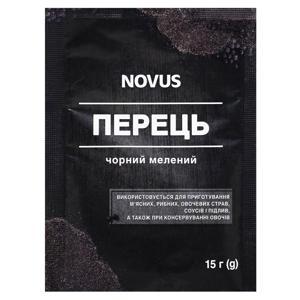 NOVUS
ПЕРЕЦЬ
чорний мелений
ВИКОРИСТОВУЄТЬСЯ ДЛЯ ПРИГОТУВАННЯ
М'ЯСНИХ, РИБНИХ, ОВОЧЕВИХ СТРАВ,
СОУСІВ І ПІДЛИВ,
А ТАКОЖ ПРИ КОНСЕРВУВАННІ ОВОЧІВ
15 г (g)